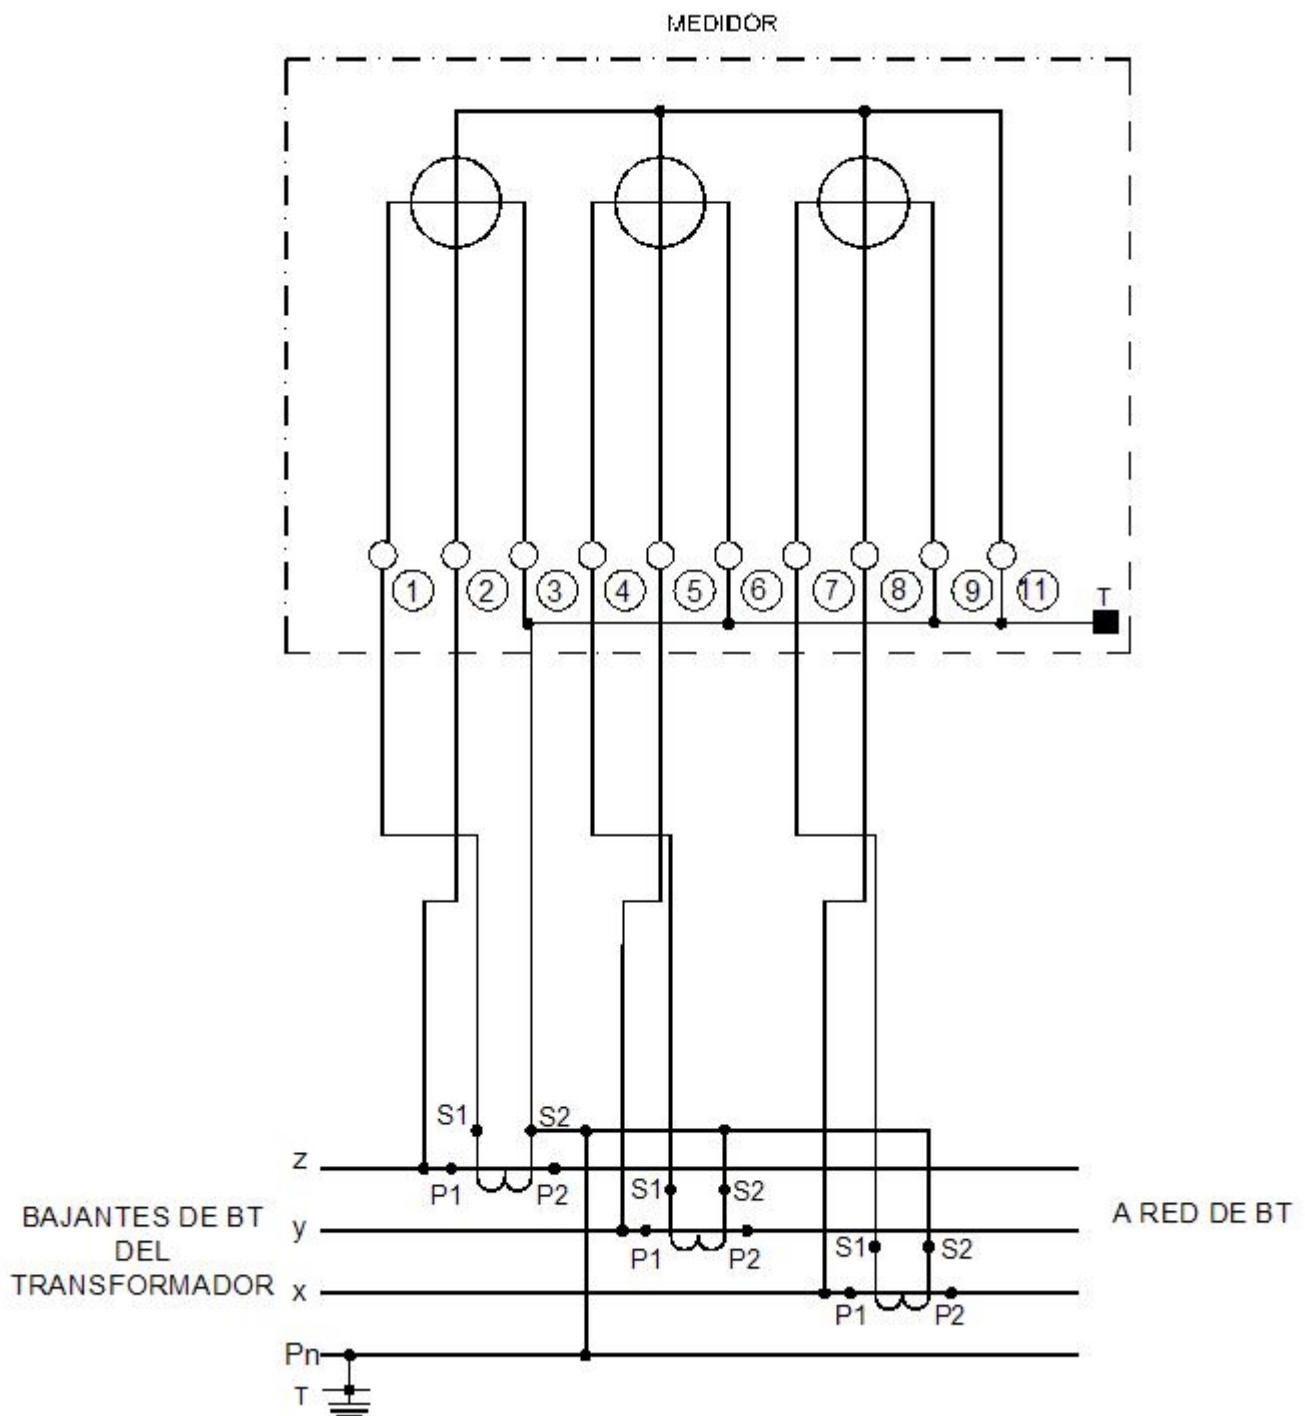 MEDIDOR
1 2 3 4 5 6 7 8 9 11 T
S1 S2
z
P1 P2 S1 S2
BAJANTES DE BT
DEL
TRANSFORMADOR
y
A RED DE BT
P1 P2 S1 S2
x
P1 P2
Pn
T